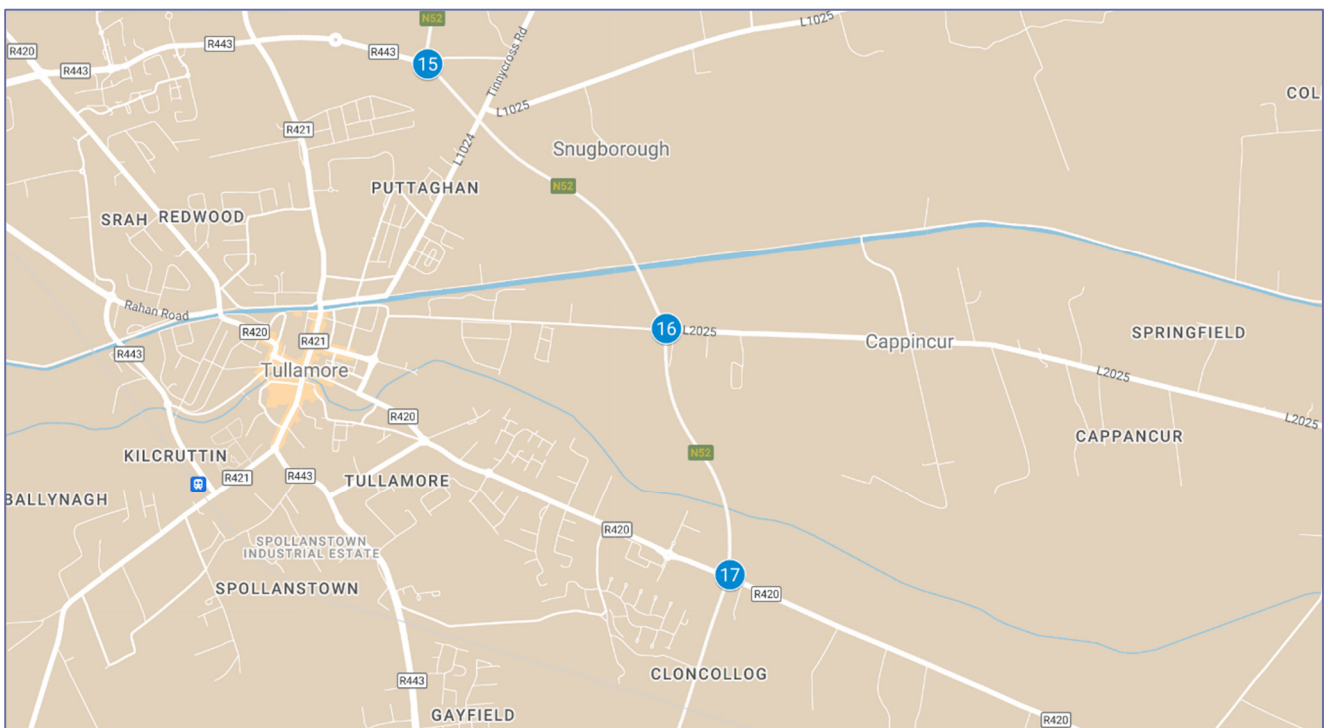 N52
L1025
R420
R443
R443
R443
15
Tinnycross Rd
L1025
COL
R421
L1024
Snugborough
N52
PUTTAGHAN
SRAH
REDWOOD
Rahan Road
R420
R421
16
L2025
Cappincur
SPRINGFIELD
R443
Tullamore
L2025
R420
L2025
CAPPANCUR
KILCRUTTIN
N52
R421
R443
TULLAMORE
BALLYNAGH
R420
SPOLLANSTOWN
INDUSTRIAL ESTATE
SPOLLANSTOWN
17
R420
CLONCOLLOG
R443
GAYFIELD
R420